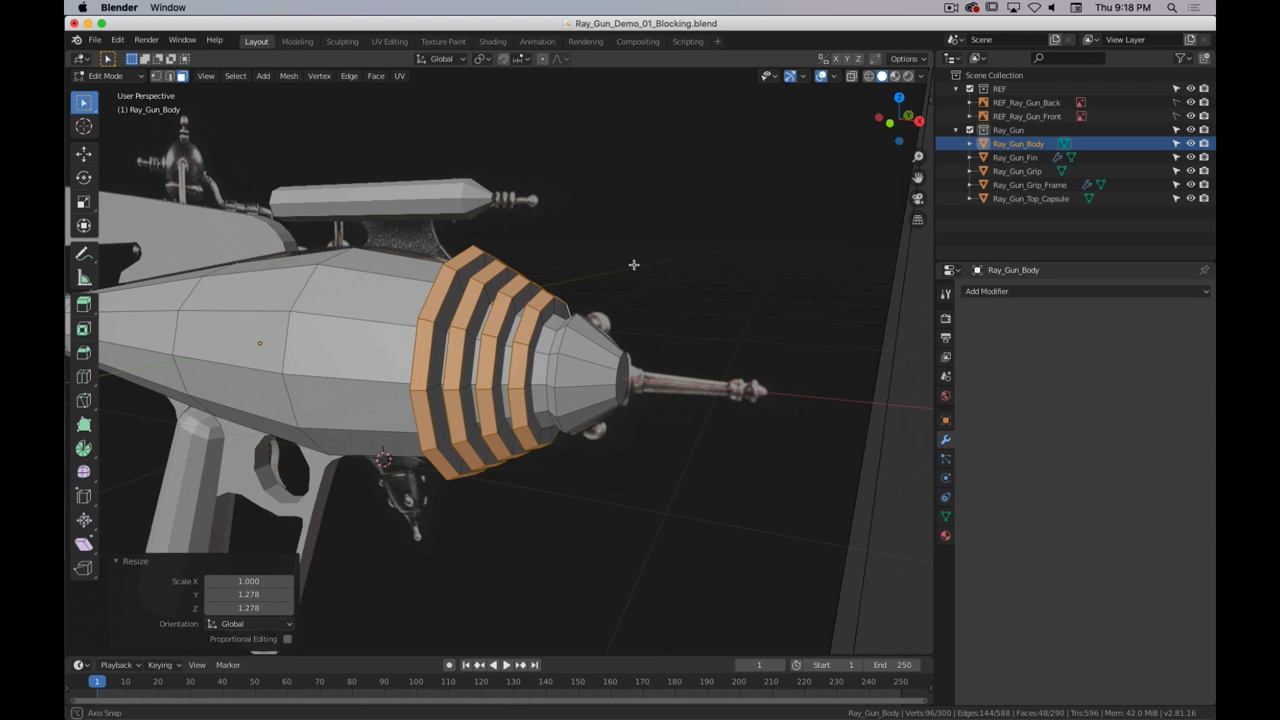 Blender Window Thu 9:18 PM
Ray_Gun_Demo_01_Blocking.blend
File Edit Render Window Help Layout Modeling Sculpting UV Editing Texture Paint Shading Animation Rendering Compositing Scripting + Scene View Layer
Global Options
X Y Z
Edit Mode View Select Add Mesh Vertex Edge Face UV
Scene Collection
REF
REF_Ray_Gun_Back
REF_Ray_Gun_Front
Ray_Gun
Ray_Gun_Body
Ray_Gun_Fin
Ray_Gun_Grip
Ray_Gun_Grip_Frame
Ray_Gun_Top_Capsule
User Perspective
(1) Ray_Gun_Body
Z
Y
X
Ray_Gun_Body
Add Modifier
Resize
Scale X 1.000
Y 1.278
Z 1.278
Orientation Global
Proportional Editing
Playback Keying View Marker 1 Start 1 End 250
1 10 20 30 40 50 60 70 80 90 100 110 120 130 140 150 160 170 180 190 200 210 220 230 240 250
Axis Snap Ray_Gun_Body | Verts:96/300 | Edges:144/588 | Faces:48/290 | Tris:596 | Mem: 42.0 MiB | v2.81.16